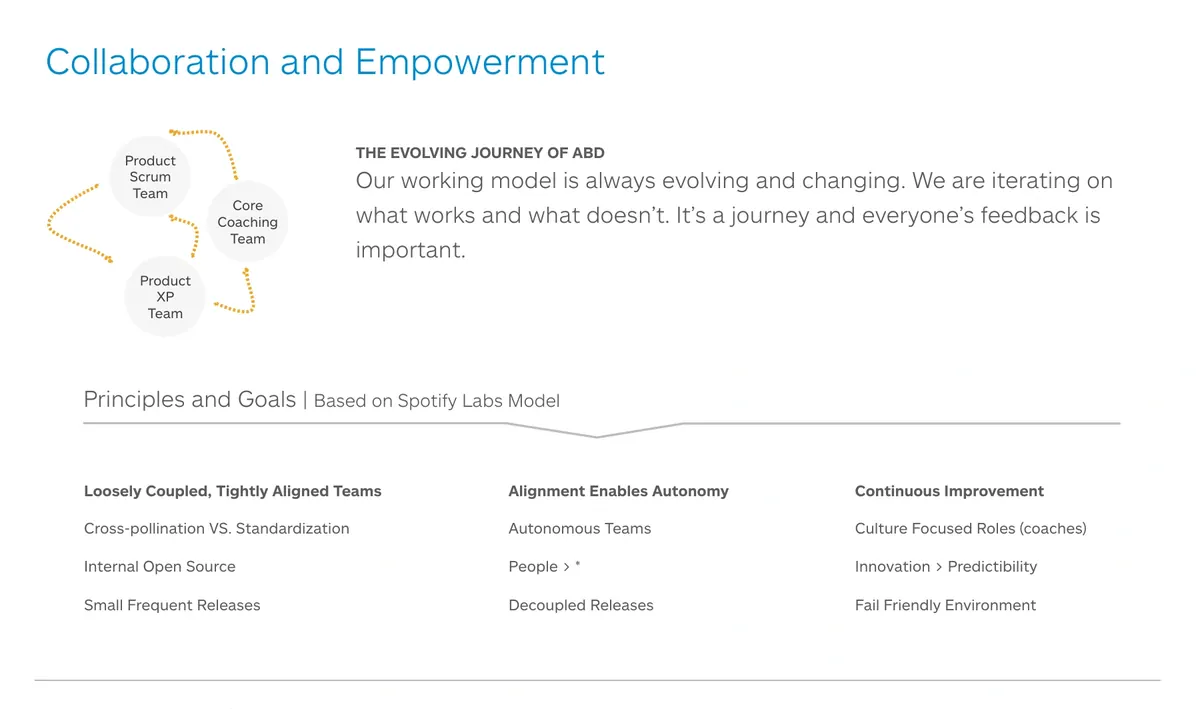 Collaboration and Empowerment
Product
Scrum
Team
Core
Coaching
Team
Product
XP
Team
THE EVOLVING JOURNEY OF ABD
Our working model is always evolving and changing. We are iterating on
what works and what doesn’t. It’s a journey and everyone’s feedback is
important.
Principles and Goals | Based on Spotify Labs Model
Loosely Coupled, Tightly Aligned Teams
Cross-pollination VS. Standardization
Internal Open Source
Small Frequent Releases
Alignment Enables Autonomy
Autonomous Teams
People > *
Decoupled Releases
Continuous Improvement
Culture Focused Roles (coaches)
Innovation > Predictibility
Fail Friendly Environment